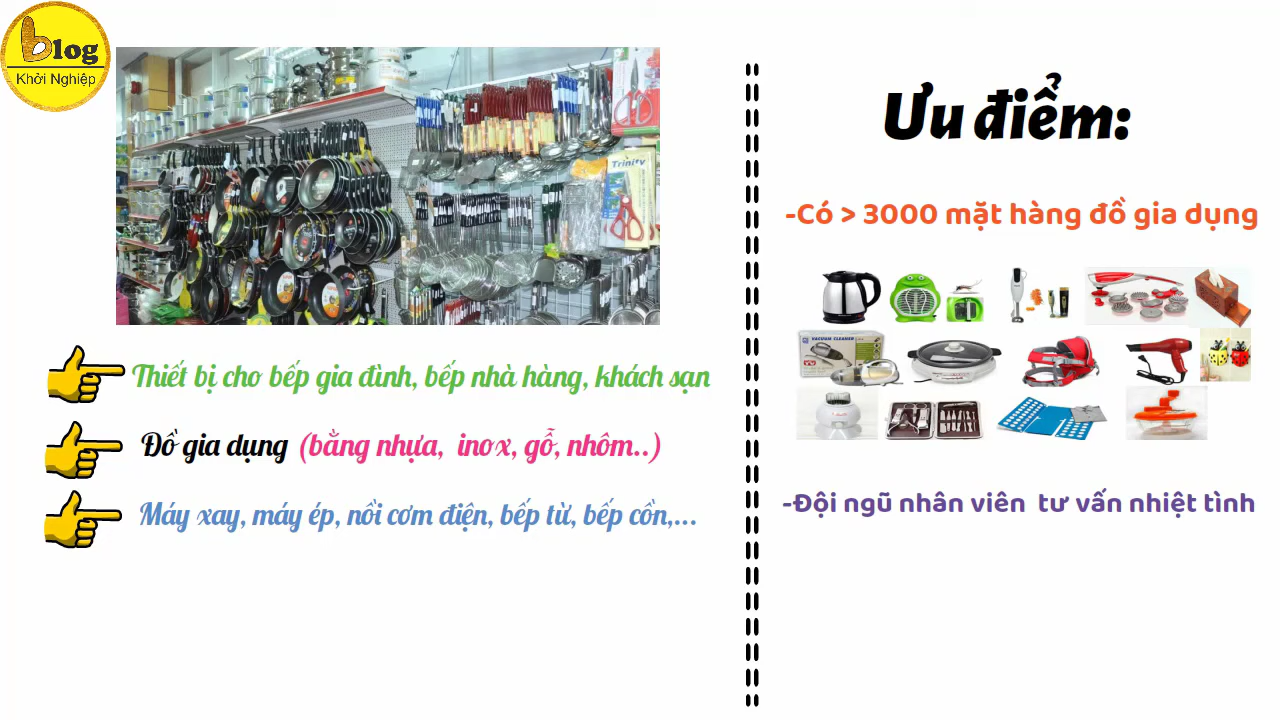 blog
Khởi Nghiệp
Trinity
Thiết bị cho bếp gia đình, bếp nhà hàng, khách sạn
Đồ gia dụng (bằng nhựa, inox, gỗ, nhôm..)
Máy xay, máy ép, nồi cơm điện, bếp từ, bếp cồn,...
Ưu điểm:
-Có > 3000 mặt hàng đồ gia dụng
VACUUM CLEANER
-Đội ngũ nhân viên tư vấn nhiệt tình